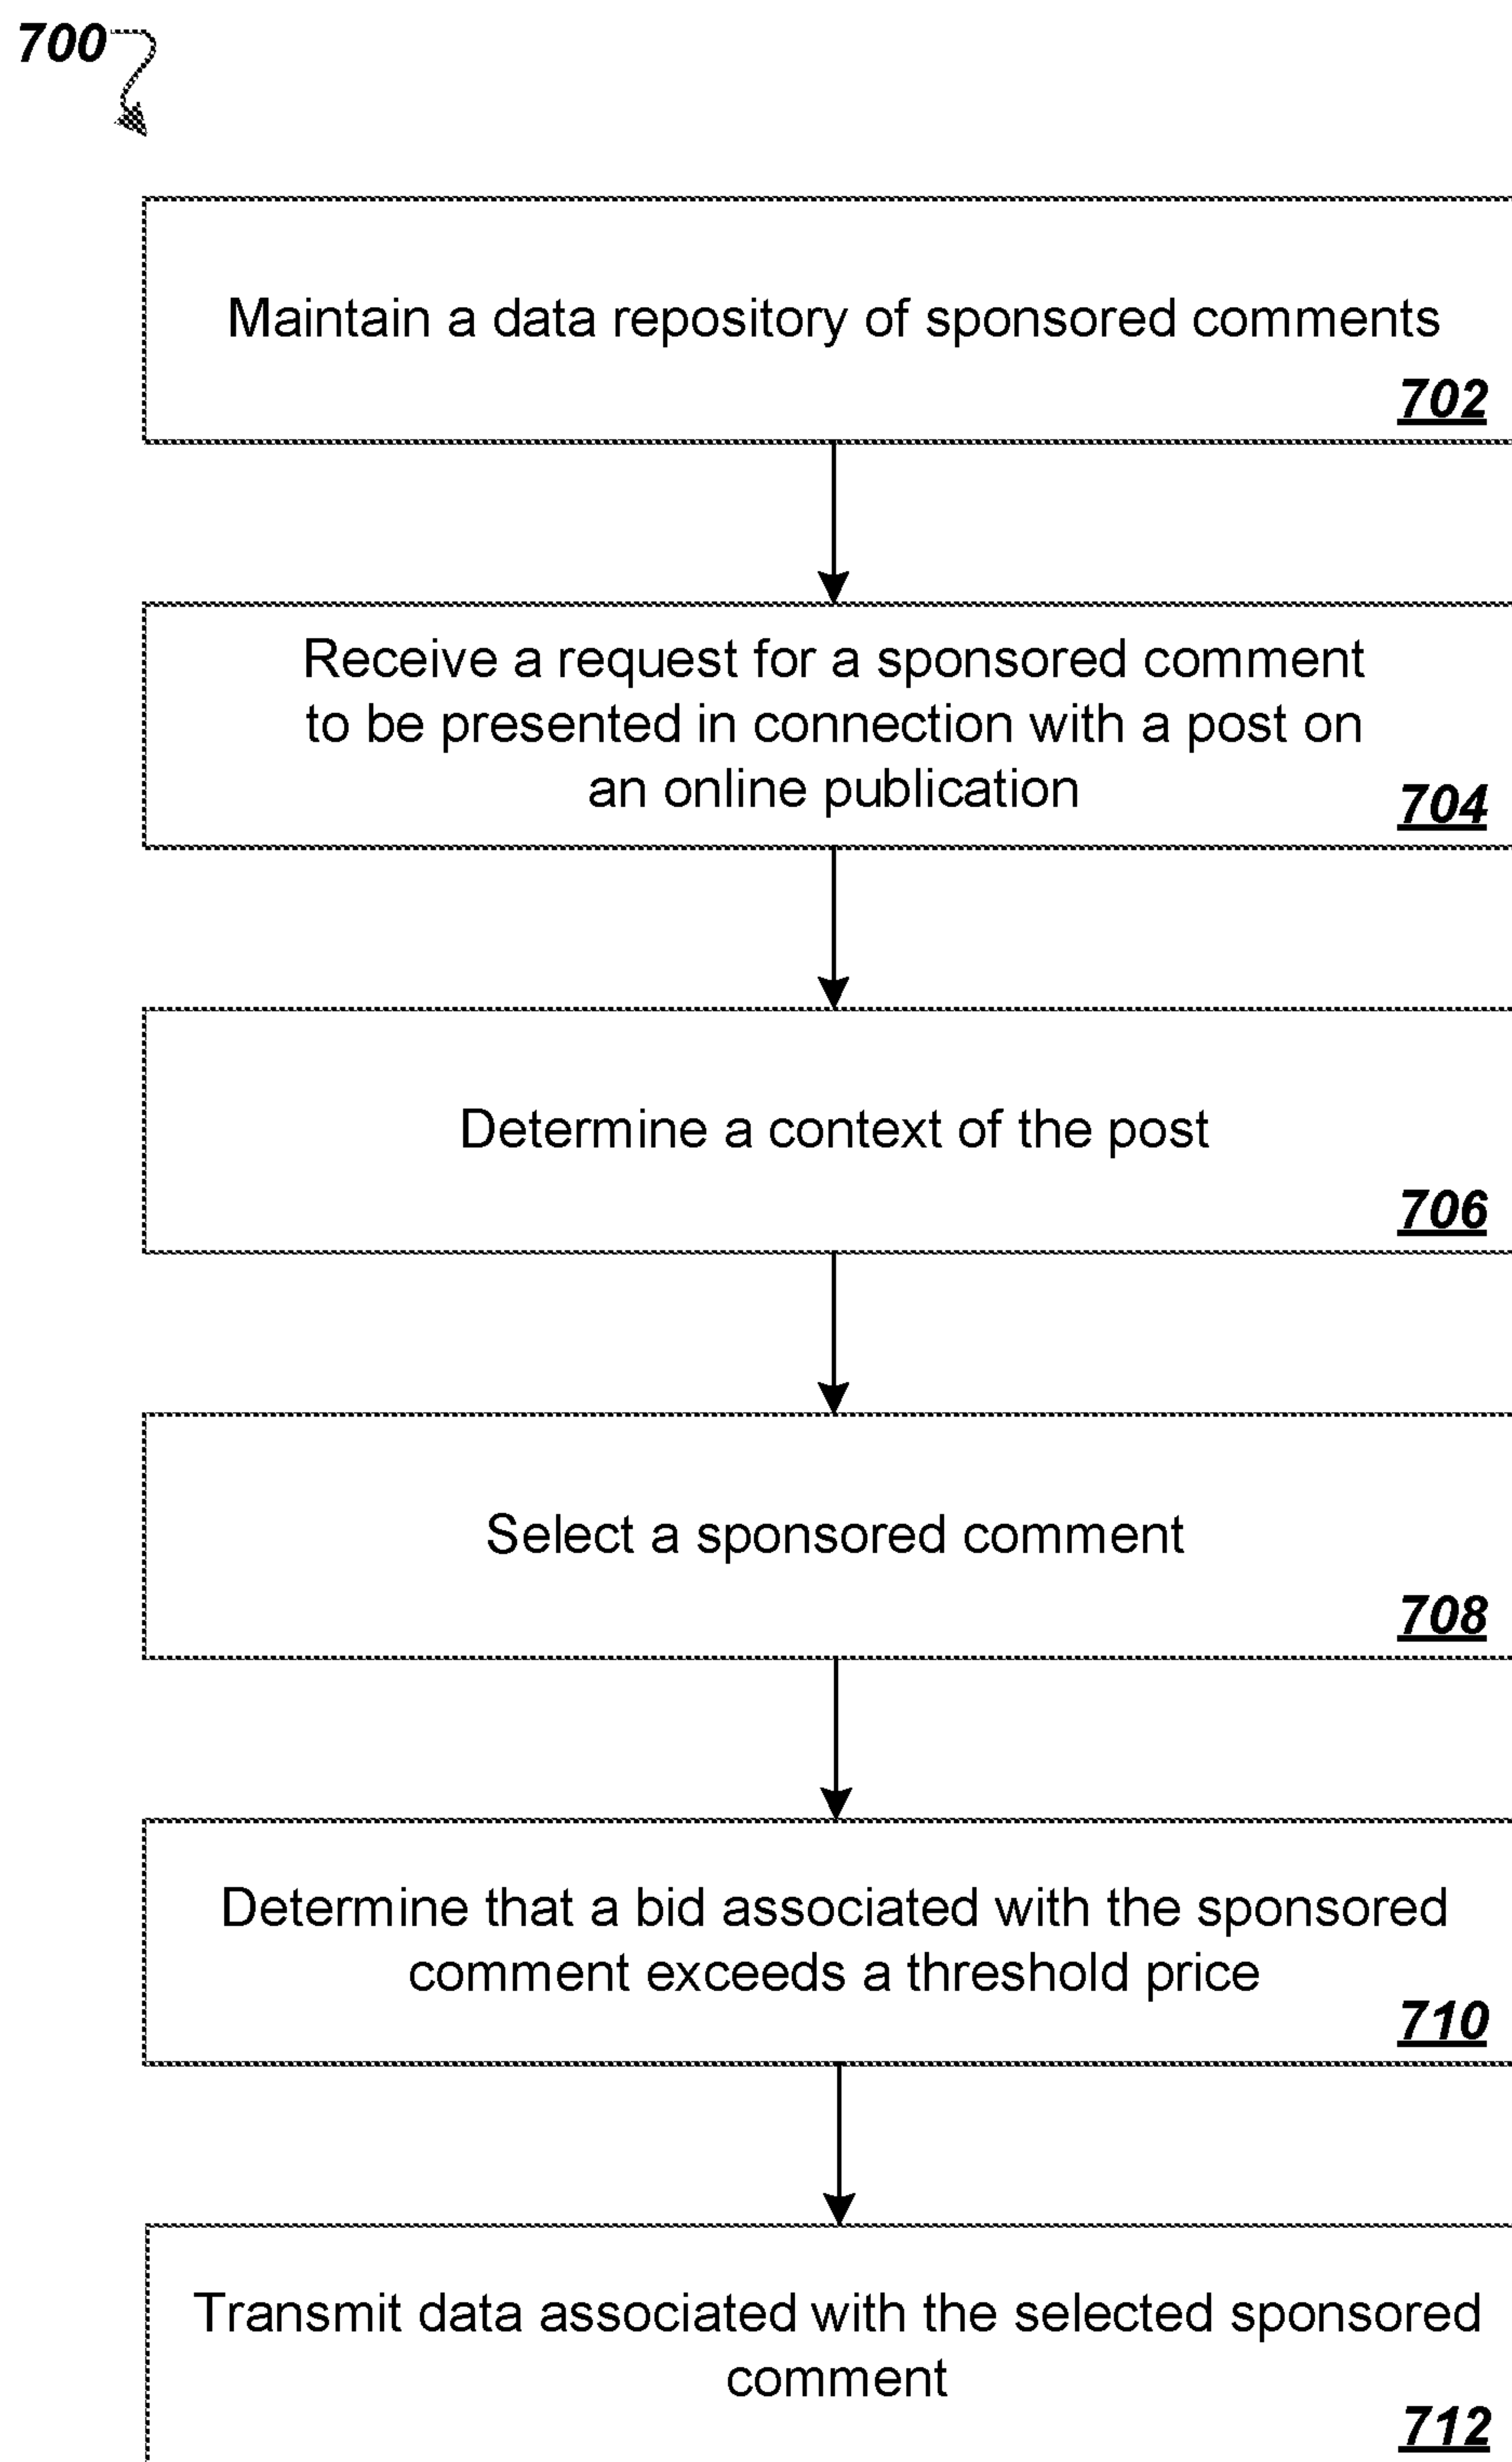 700
Maintain a data repository of sponsored comments
702
Receive a request for a sponsored comment
to be presented in connection with a post on
an online publication
704
Determine a context of the post
706
Select a sponsored comment
708
Determine that a bid associated with the sponsored
comment exceeds a threshold price
710
Transmit data associated with the selected sponsored
comment
712